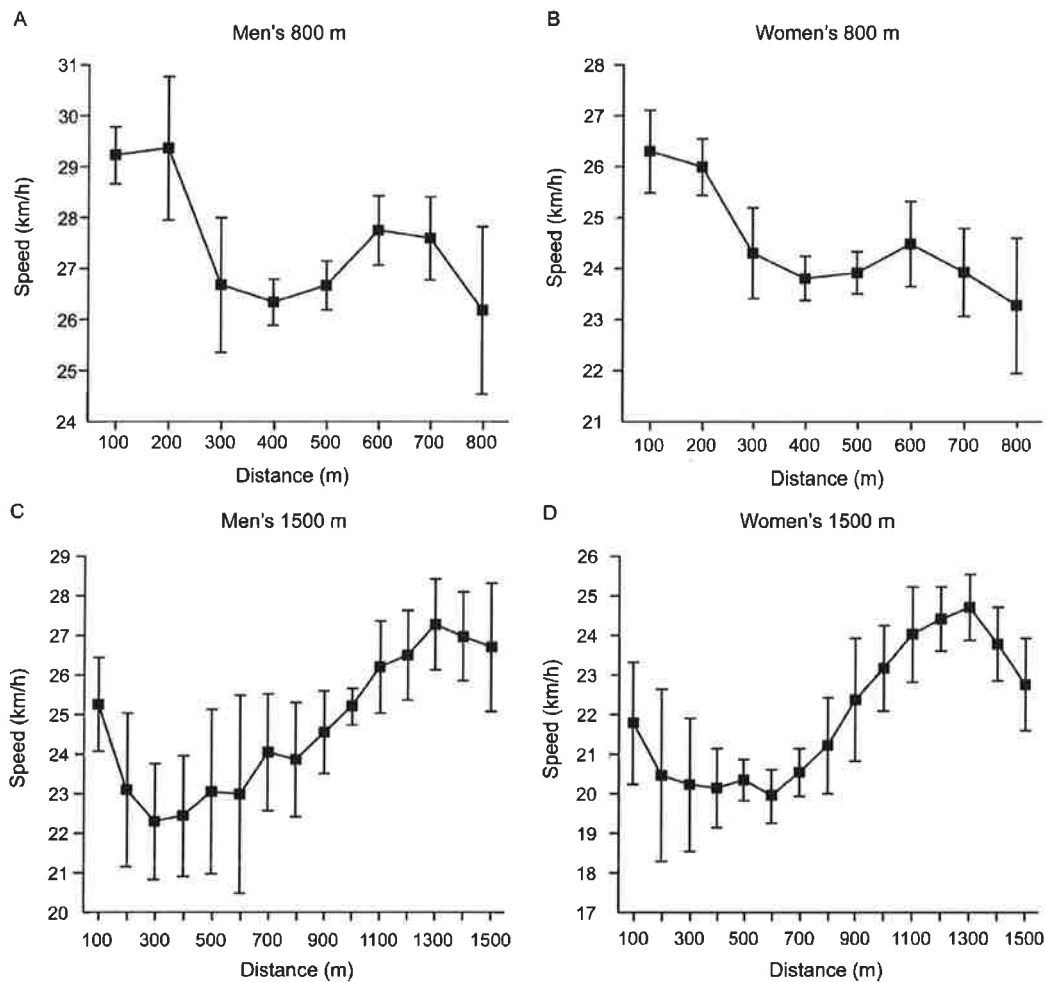 A
Men's 800 m
31
30
29
28
27
26
25
24
Speed (km/h)
100 200 300 400 500 600 700 800
Distance (m)
B
Women's 800 m
28
27
26
25
24
23
22
21
Speed (km/h)
100 200 300 400 500 600 700 800
Distance (m)
C
Men's 1500 m
29
28
27
26
25
24
23
22
21
20
Speed (km/h)
100 300 500 700 900 1100 1300 1500
Distance (m)
D
Women's 1500 m
26
25
24
23
22
21
20
19
18
17
Speed (km/h)
100 300 500 700 900 1100 1300 1500
Distance (m)